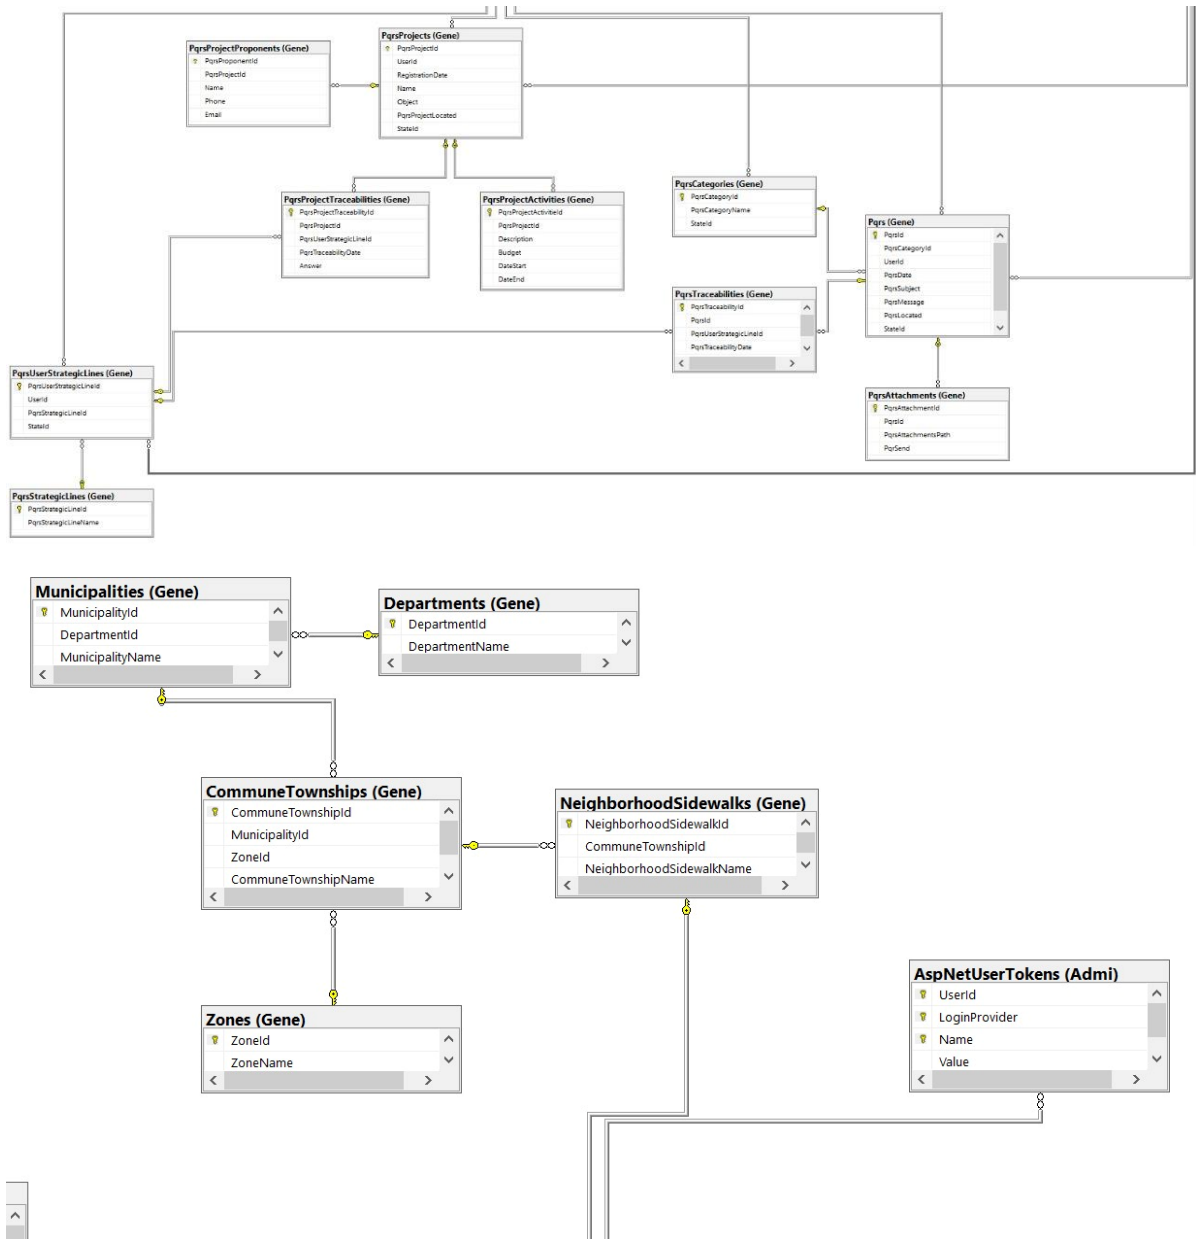 PqrsProjectProponents (Gene)
PqrsProponentId
PqrsProjectId
Name
Phone
Email
PqrsProjects (Gene)
PqrsProjectId
UserId
RegistrationDate
Name
Object
PqrsProjectLocated
StateId
PqrsProjectTraceabilities (Gene)
PqrsProjectTraceabilityId
PqrsProjectId
PqrsUserStrategicLineId
PqrsTraceabilityDate
Answer
PqrsProjectActivities (Gene)
PqrsProjectActivitieId
PqrsProjectId
Description
Budget
DateStart
DateEnd
PqrsCategories (Gene)
PqrsCategoryId
PqrsCategoryName
StateId
Pqrs (Gene)
PqrsId
PqrsCategoryId
UserId
PqrsDate
PqrsSubject
PqrsMessage
PqrsLocated
StateId
PqrsTraceabilities (Gene)
PqrsTraceabilityId
PqrsId
PqrsUserStrategicLineId
PqrsTraceabilityDate
PqrsUserStrategicLines (Gene)
PqrsUserStrategicLineId
UserId
PqrsStrategicLineId
StateId
PqrsAttachments (Gene)
PqrsAttachmentId
PqrsId
PqrsAttachmentsPath
PqrSend
PqrsStrategicLines (Gene)
PqrsStrategicLineId
PqrsStrategicLineName
Municipalities (Gene)
MunicipalityId
DepartmentId
MunicipalityName
Departments (Gene)
DepartmentId
DepartmentName
CommuneTownships (Gene)
CommuneTownshipId
MunicipalityId
ZoneId
CommuneTownshipName
NeighborhoodSidewalks (Gene)
NeighborhoodSidewalkId
CommuneTownshipId
NeighborhoodSidewalkName
Zones (Gene)
ZoneId
ZoneName
AspNetUserTokens (Admi)
UserId
LoginProvider
Name
Value